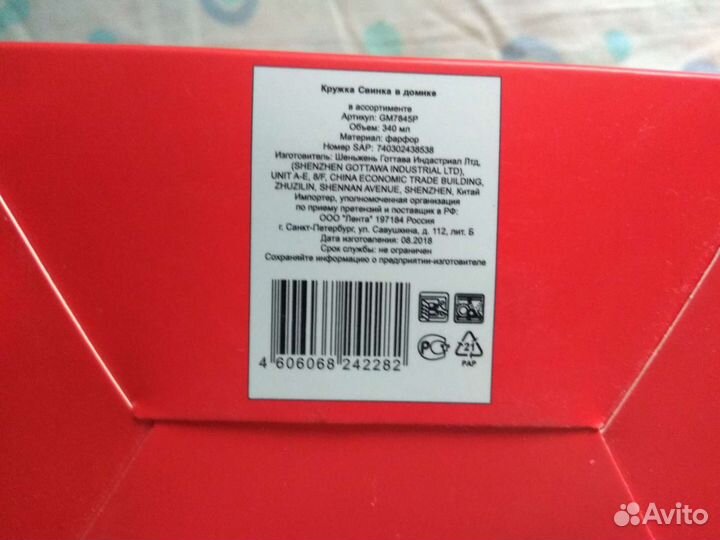 Кружка Свинка в домике
в ассортименте
Артикул: GM7845P
Объем: 340 мл
Материал: фарфор
Номер SAP: 740302438538
Изготовитель: Шеньжень Готтава Индастриал Лтд,
(SHENZHEN GOTTAWA INDUSTRIAL LTD),
UNIT A-E, 8/F, CHINA ECONOMIC TRADE BUILDING,
ZHUZILIN, SHENNAN AVENUE, SHENZHEN, Китай
Импортер, уполномоченная организация
по приему претензий и поставщик в РФ:
ООО "Лента" 197184 Россия
г. Санкт-Петербург, ул. Савушкина, д. 112, лит. Б
Дата изготовления: 08.2018
Срок службы: не ограничен
Сохраняйте информацию о предприятии-изготовителе
4 606068 242282
РСТ
21
PAP
Avito